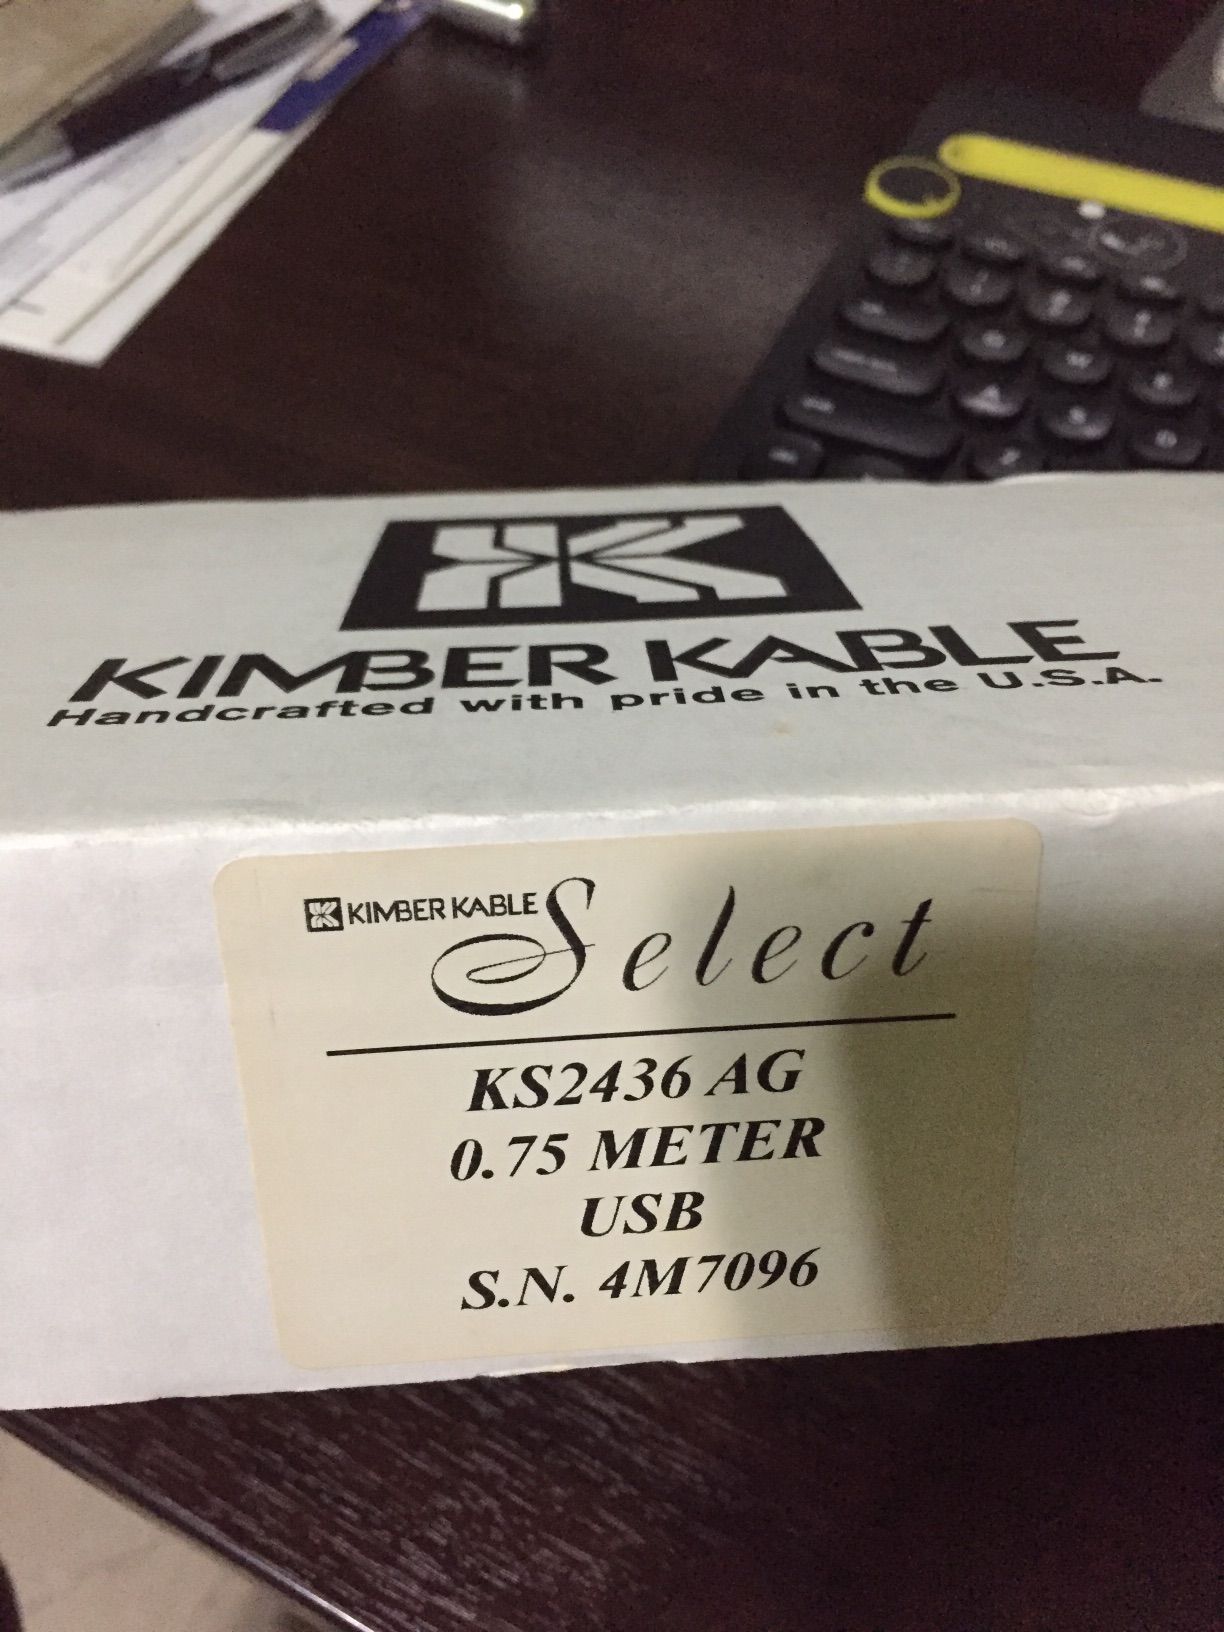 KIMBER KABLE
Handcrafted with pride in the U.S.A.
KIMBER KABLE Select
KS2436 AG
0.75 METER
USB
S.N. 4M7096